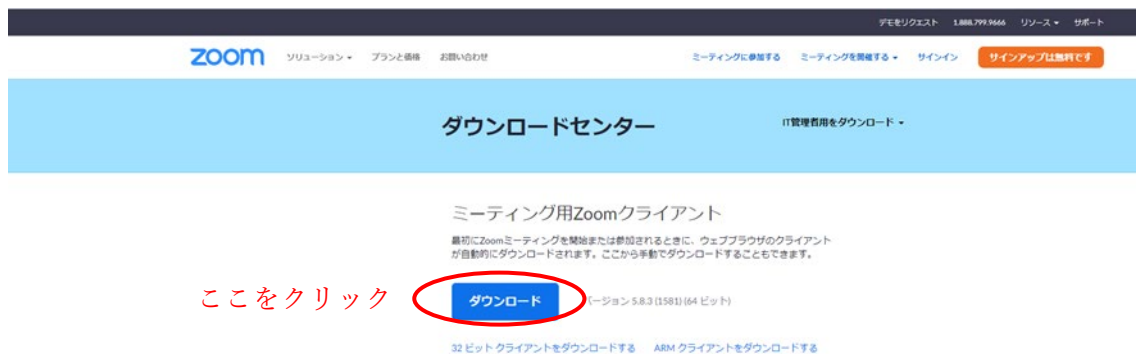 デモをリクエスト 1.888.799.9666 リソース サポート
zoom ソリューション プランと価格 お問い合わせ ミーティングに参加する ミーティングを開催する サインイン サインアップは無料です
ダウンロードセンター IT管理者用をダウンロード
ミーティング用Zoomクライアント
最初にZoomミーティングを開始または参加されるときに、ウェブブラウザのクライアント
が自動的にダウンロードされます。ここから手動でダウンロードすることもできます。
ここをクリック ダウンロード バージョン 5.8.3 (1581) (64 ビット)
32 ビット クライアントをダウンロードする ARM クライアントをダウンロードする